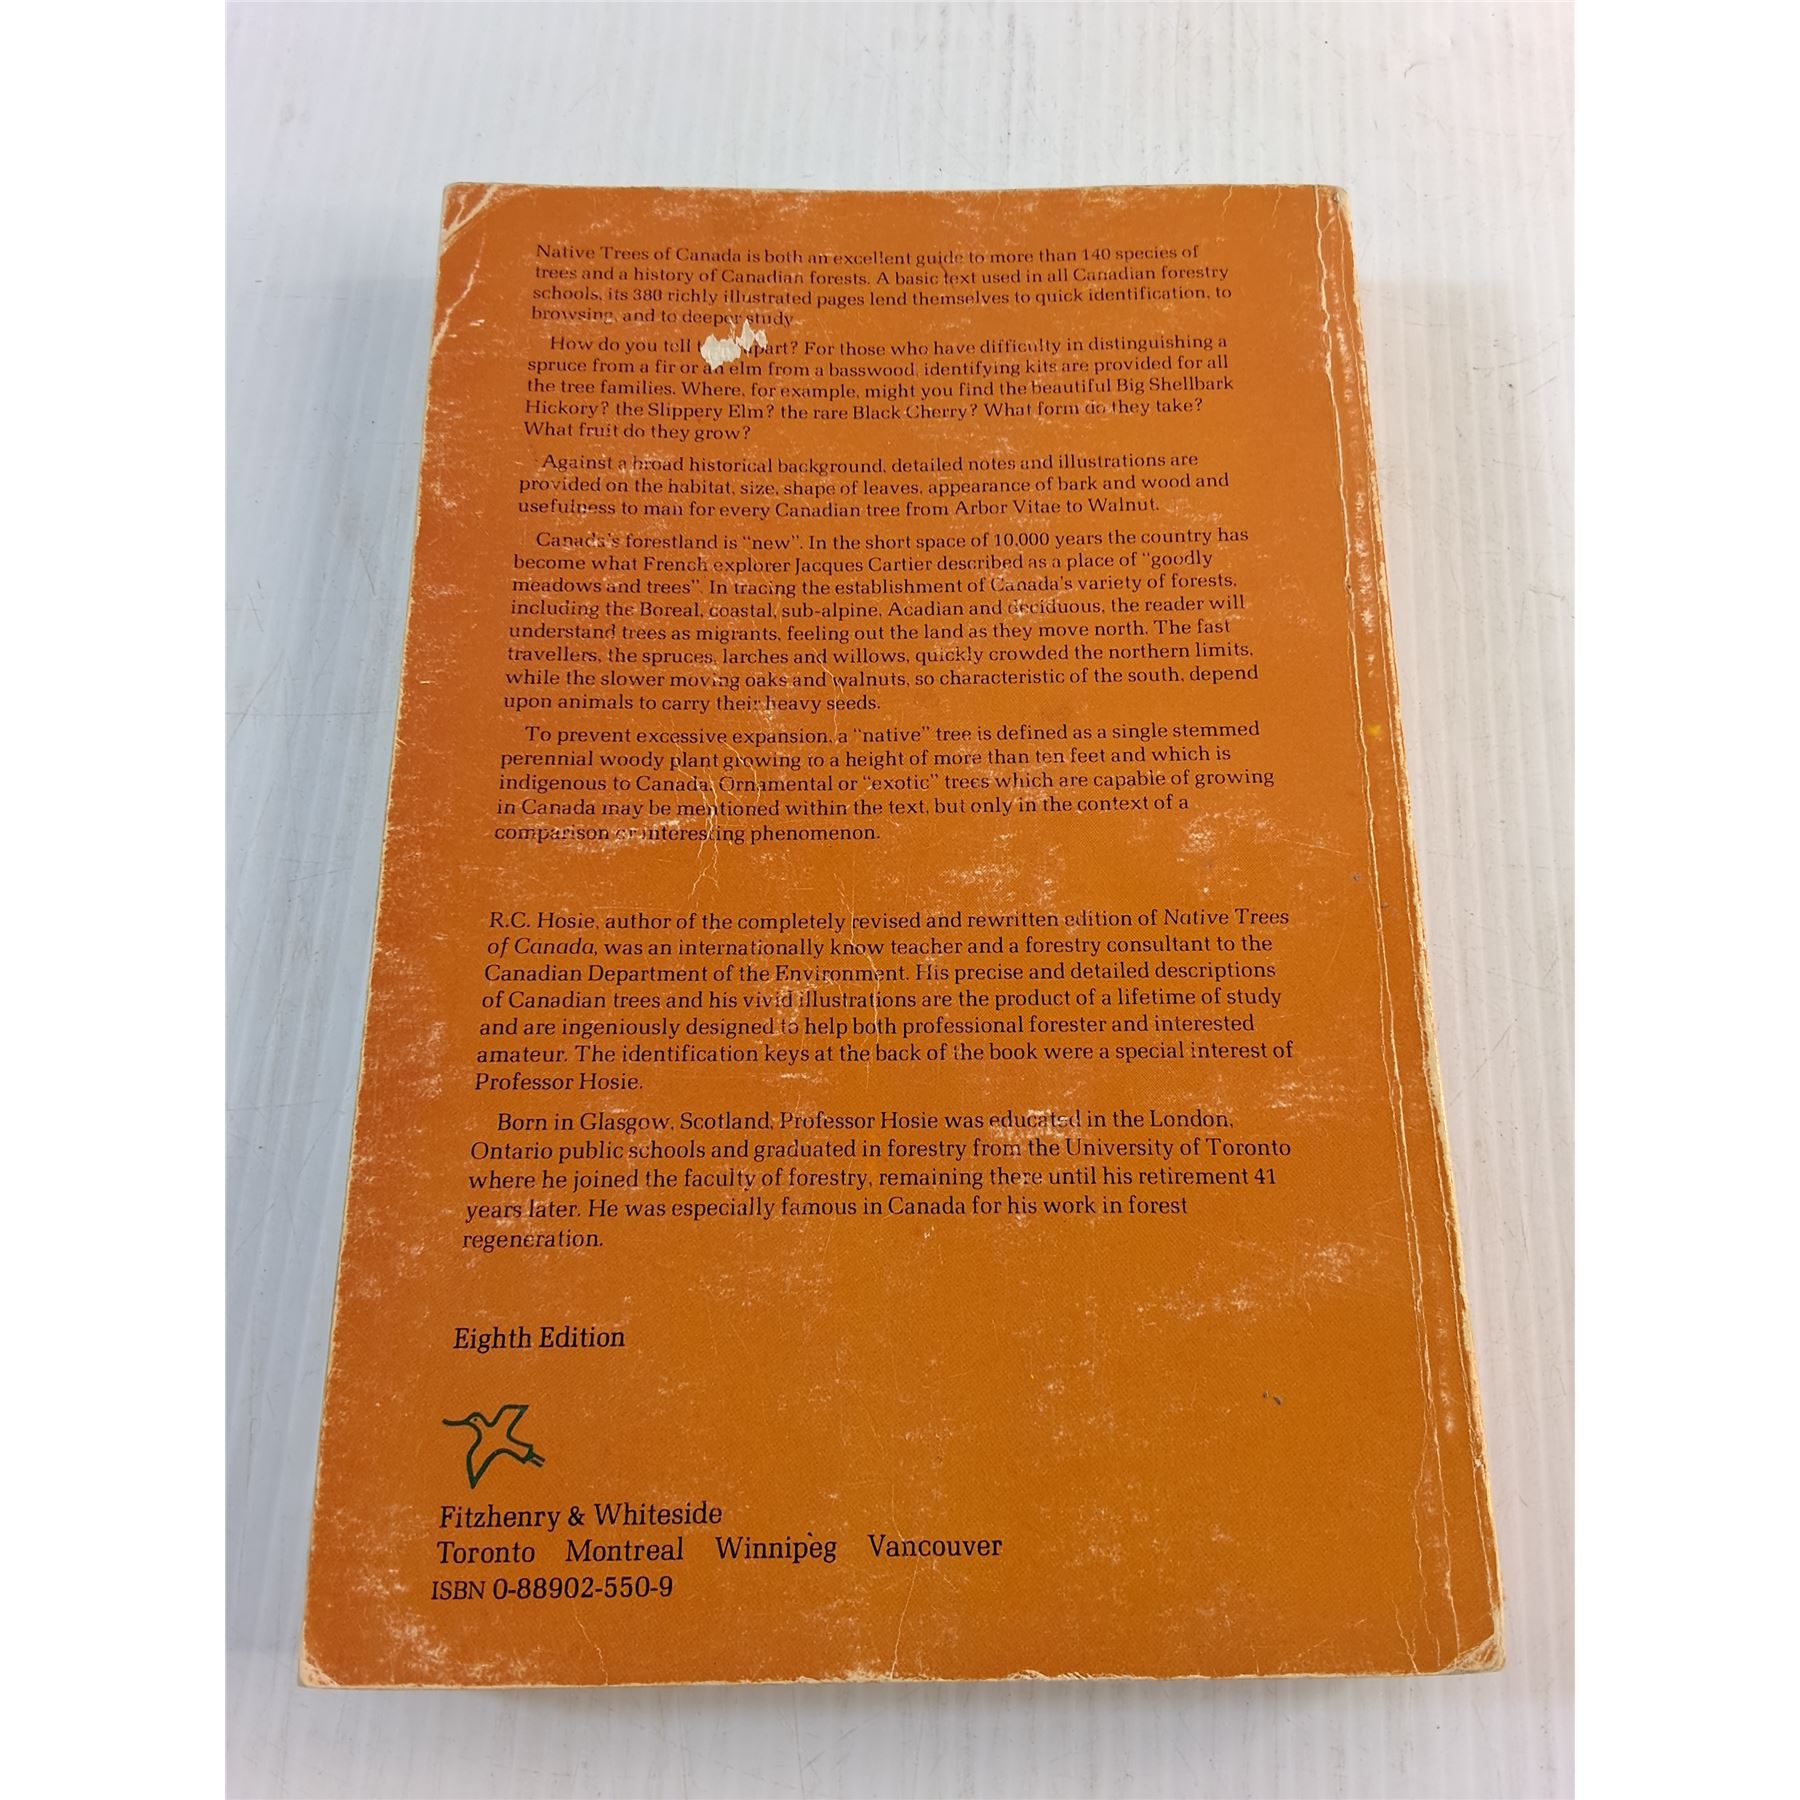 Native Trees of Canada is both an excellent guide to more than 140 species of
trees and a history of Canadian forests. A basic text used in all Canadian forestry
schools, its 380 richly illustrated pages lend themselves to quick identification, to
browsing, and to deeper study
How do you tell part? For those who have difficulty in distinguishing a
spruce from a fir or an elm from a basswood, identifying kits are provided for all
the tree families. Where, for example, might you find the beautiful Big Shellbark
Hickory? the Slippery Elm? the rare Black Cherry? What form do they take?
What fruit do they grow?
Against a broad historical background, detailed notes and illustrations are
provided on the habitat, size, shape of leaves, appearance of bark and wood and
usefulness to man for every Canadian tree from Arbor Vitae to Walnut.
Canada's forestland is "new". In the short space of 10,000 years the country has
become what French explorer Jacques Cartier described as a place of "goodly
meadows and trees". In tracing the establishment of Canada's variety of forests,
including the Boreal, coastal, sub-alpine, Acadian and deciduous, the reader will
understand trees as migrants, feeling out the land as they move north. The fast
travellers, the spruces, larches and willows, quickly crowded the northern limits,
while the slower moving oaks and walnuts, so characteristic of the south, depend
upon animals to carry their heavy seeds.
To prevent excessive expansion, a "native" tree is defined as a single stemmed
perennial woody plant growing to a height of more than ten feet and which is
indigenous to Canada. Ornamental or "exotic" trees which are capable of growing
in Canada may be mentioned within the text, but only in the context of a
comparison or interesting phenomenon.
R.C. Hosie, author of the completely revised and rewritten edition of Native Trees
of Canada, was an internationally know teacher and a forestry consultant to the
Canadian Department of the Environment. His precise and detailed descriptions
of Canadian trees and his vivid illustrations are the product of a lifetime of study
and are ingeniously designed to help both professional forester and interested
amateur. The identification keys at the back of the book were a special interest of
Professor Hosie.
Born in Glasgow, Scotland, Professor Hosie was educated in the London,
Ontario public schools and graduated in forestry from the University of Toronto
where he joined the faculty of forestry, remaining there until his retirement 41
years later. He was especially famous in Canada for his work in forest
regeneration.
Eighth Edition
Fitzhenry & Whiteside
Toronto Montreal Winnipeg Vancouver
ISBN 0-88902-550-9